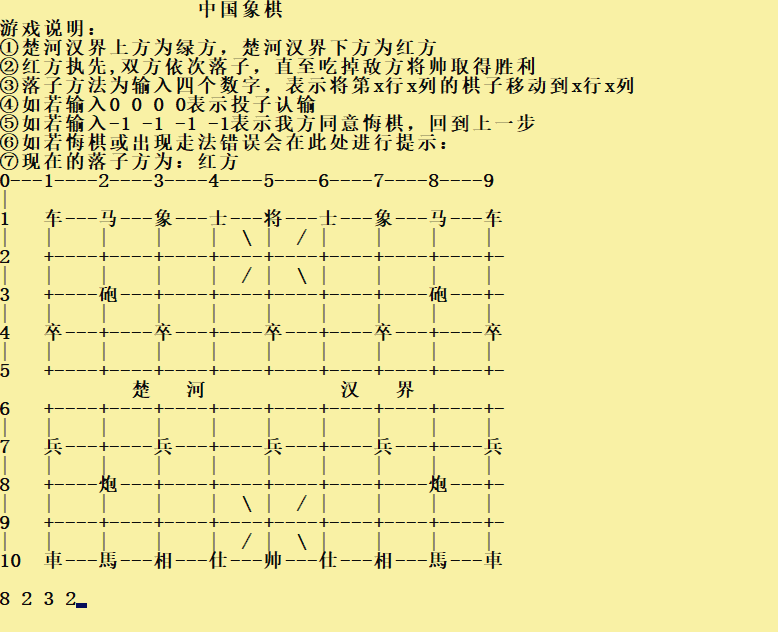 中国象棋
游戏说明：
①楚河汉界上方为绿方，楚河汉界下方为红方
②红方执先,双方依次落子，直至吃掉敌方将帅取得胜利
③落子方法为输入四个数字，表示将第x行x列的棋子移动到x行x列
④如若输入0 0 0 0表示投子认输
⑤如若输入-1 -1 -1 -1表示我方同意悔棋，回到上一步
⑥如若悔棋或出现走法错误会在此处进行提示：
⑦现在的落子方为：红方
0---1----2----3----4----5----6----7----8----9
|
1   车---马---象---士---将---士---象---马---车
|   |    |    |    |  \ | /  |    |    |    |
2   +----+----+----+----+----+----+----+----+-
|   |    |    |    |  / | \  |    |    |    |
3   +----砲---+----+----+----+----+----砲---+-
|   |    |    |    |    |    |    |    |    |
4   卒---+----卒---+----卒---+----卒---+----卒
|   |    |    |    |    |    |    |    |    |
5   +----+----+----+----+----+----+----+----+-
楚 河 汉 界
6   +----+----+----+----+----+----+----+----+-
|   |    |    |    |    |    |    |    |    |
7   兵---+----兵---+----兵---+----兵---+----兵
|   |    |    |    |    |    |    |    |    |
8   +----炮---+----+----+----+----+----炮---+-
|   |    |    |    |  \ | /  |    |    |    |
9   +----+----+----+----+----+----+----+----+-
|   |    |    |    |  / | \  |    |    |    |
10  車---馬---相---仕---帅---仕---相---馬---車
8 2 3 2